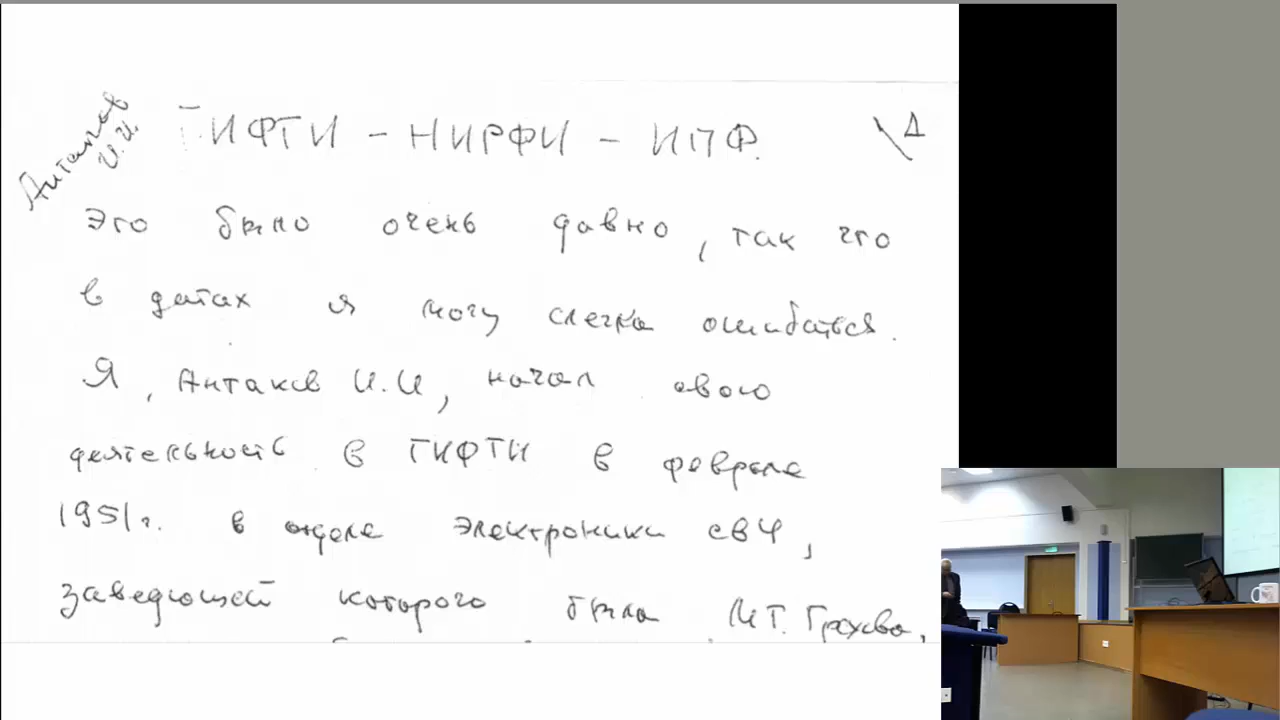 Антаков И.И.
ГИФТИ - НИРФИ - ИПФ.
Это было очень давно, так что
в датах я могу слегка ошибаться.
Я, Антаков И.И, начал свою
деятельность в ГИФТИ в феврале
1951г. в отделе электроники СВЧ,
заведующей которого была М.Т. Грехова,